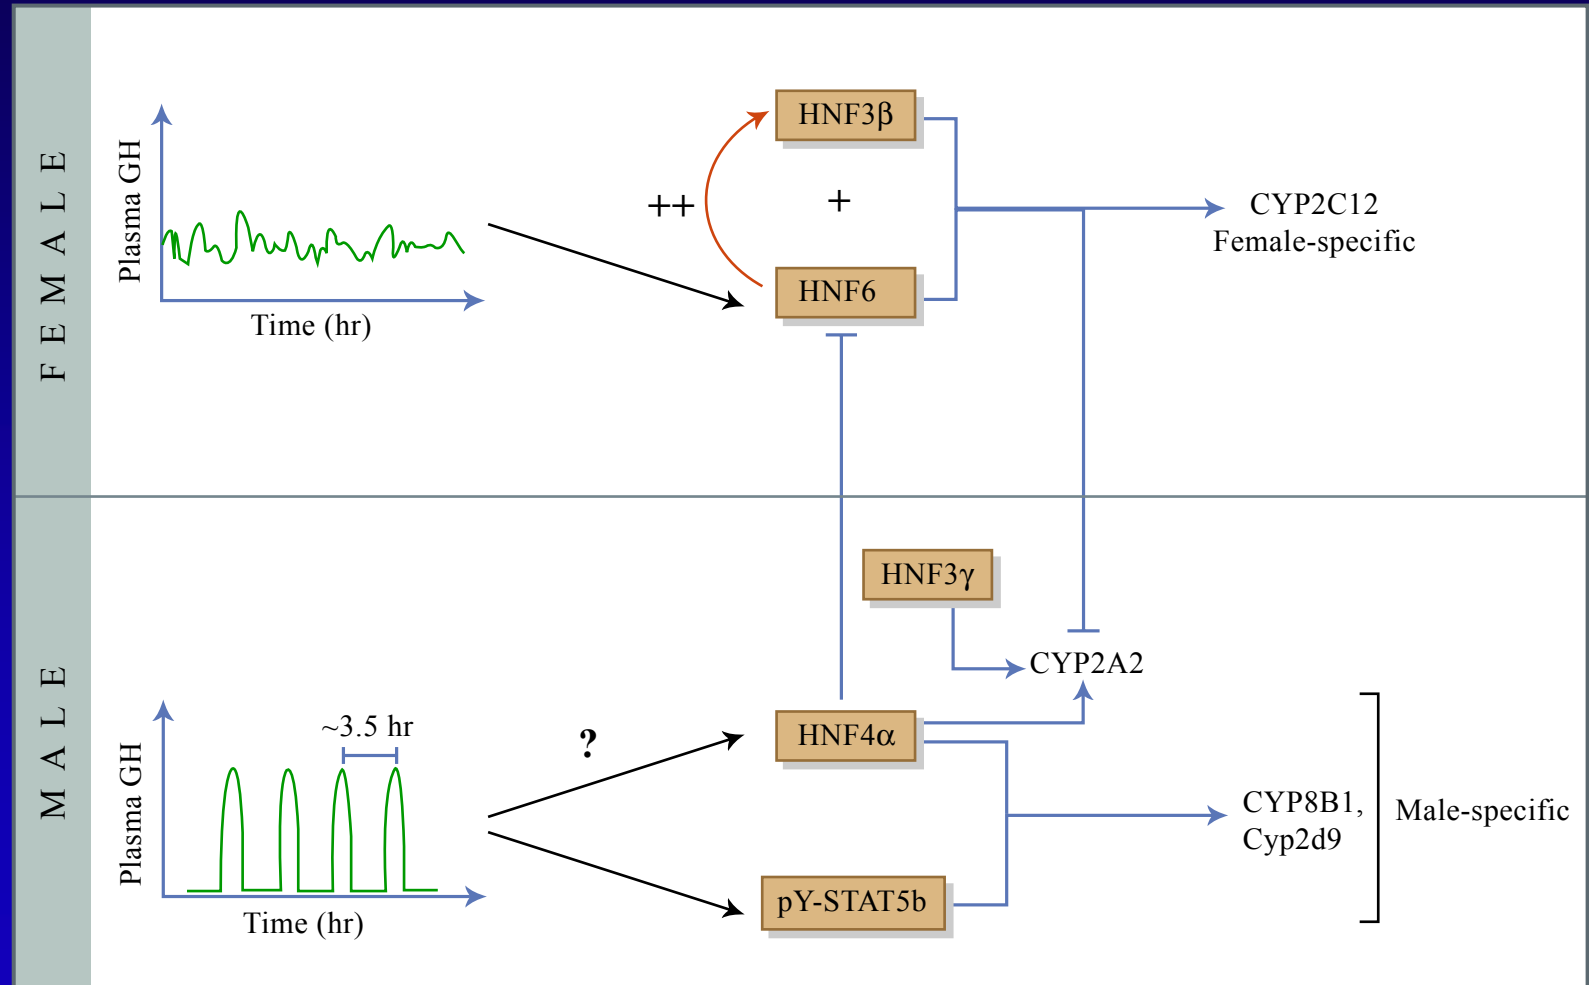 FEMALE
Plasma GH
Time (hr)
++
HNF3β
+
HNF6
CYP2C12
Female-specific
MALE
Plasma GH
~3.5 hr
Time (hr)
?
HNF3γ
CYP2A2
HNF4α
pY-STAT5b
CYP8B1,
Cyp2d9
Male-specific